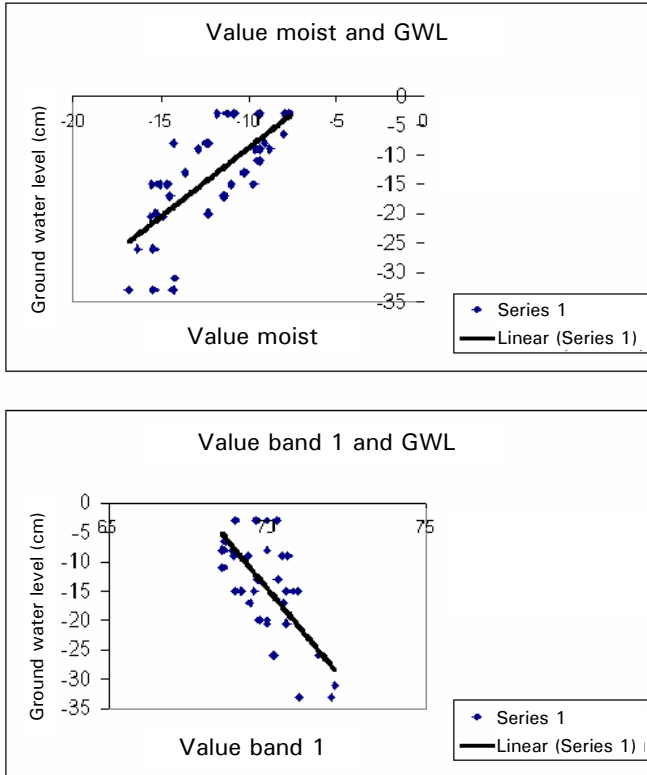 Value moist and GWL
Ground water level (cm)
-20 -15 -10 -5 0
0
-5
-10
-15
-20
-25
-30
-35
Value moist
Series 1
Linear (Series 1)
Value band 1 and GWL
Ground water level (cm)
0
-5
-10
-15
-20
-25
-30
-35
65 75
Value band 1
Series 1
Linear (Series 1)